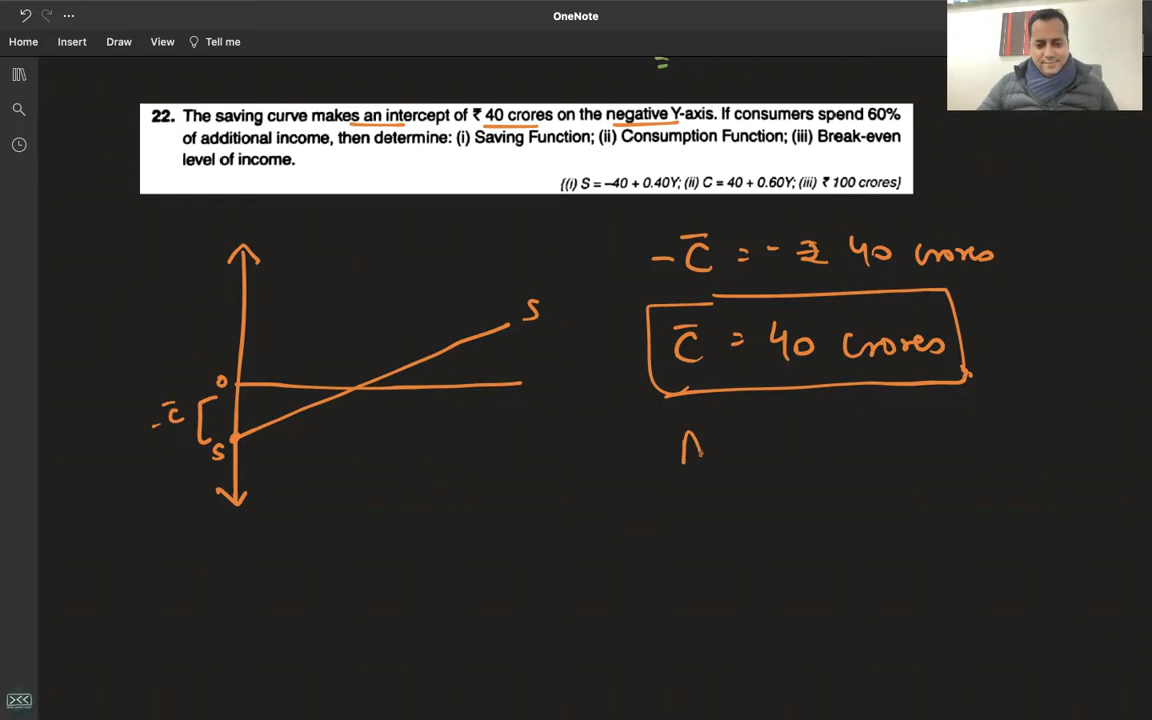 OneNote
Home Insert Draw View Tell me
22. The saving curve makes an intercept of ₹ 40 crores on the negative Y-axis. If consumers spend 60%
of additional income, then determine: (i) Saving Function; (ii) Consumption Function; (iii) Break-even
level of income.
{(i) S = –40 + 0.40Y; (ii) C = 40 + 0.60Y; (iii) ₹ 100 crores}
- C̅ = - ₹ 40 crores
S
C̅ = 40 crores
O
- C̅
S